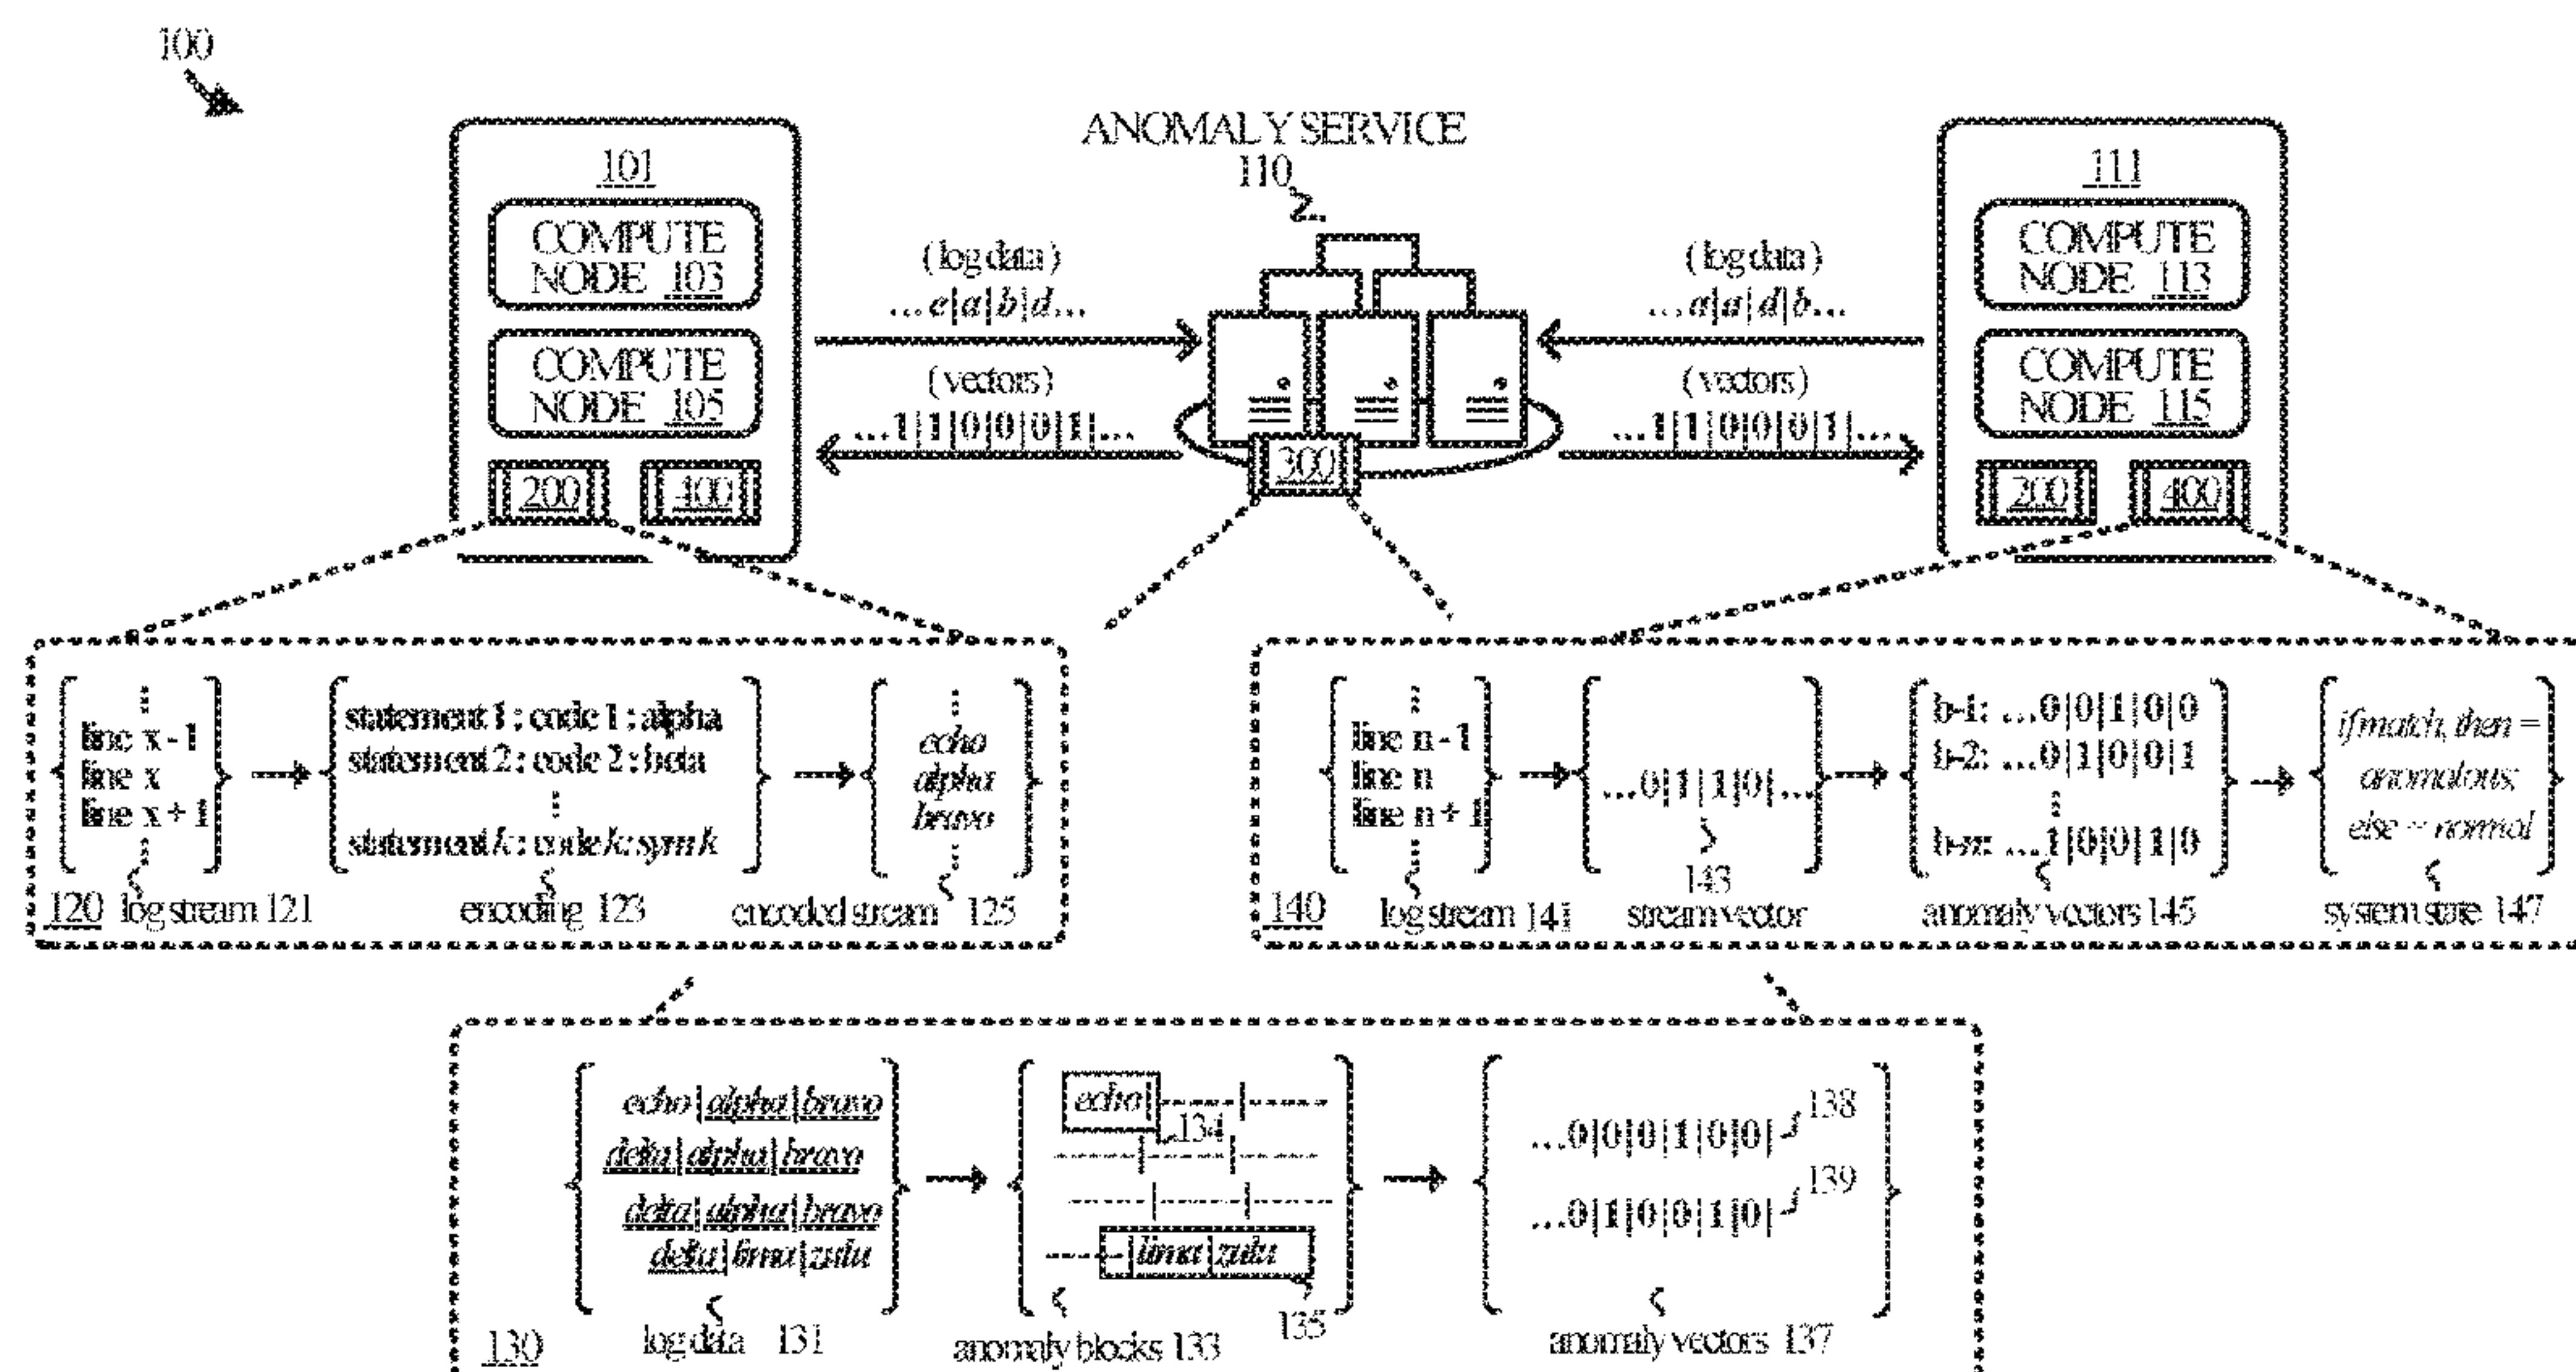 100
101
COMPUTE
NODE 103
COMPUTE
NODE 105
200 400
(log data)
...e|a|b|d...
(vectors)
...1|1|0|0|0|1|...
ANOMALY SERVICE
110
300
(log data)
...a|a|d|b...
(vectors)
...1|1|0|0|0|1|...
111
COMPUTE
NODE 113
COMPUTE
NODE 115
200 400
line x - 1
line x
line x + 1
120 log stream 121
statement 1 : code 1 : alpha
statement 2 : code 2 : beta
statement k : code k : sym k
encoding 123
echo
alpha
bravo
encoded stream 125
line n - 1
line n
line n + 1
140 log stream 141
...0|1|1|0|...
143
stream vector
b-1: ...0|0|1|0|0
b-2: ...0|1|0|0|1
b-n: ...1|0|0|1|0
anomaly vectors 145
if match, then =
anomalous;
else = normal
system state 147
echo|alpha|bravo
delta|alpha|bravo
delta|alpha|bravo
delta|lima|zulu
130 log data 131
echo
134
lima|zulu
135
anomaly blocks 133
...0|0|0|1|0|0| 138
...0|1|0|0|1|0| 139
anomaly vectors 137